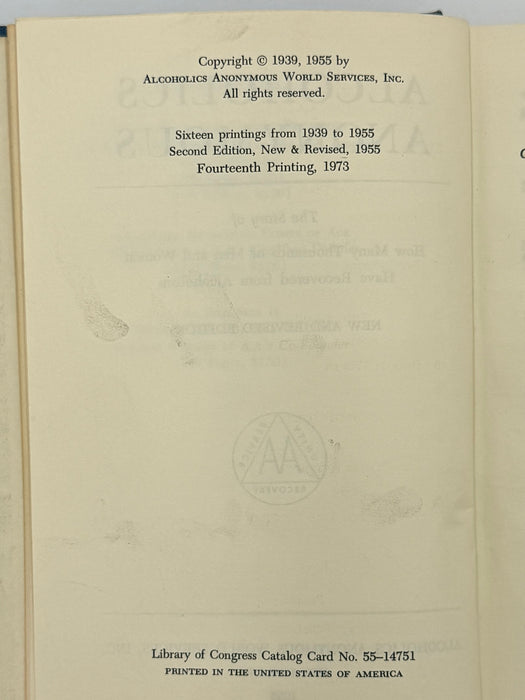 Copyright © 1939, 1955 by
Alcoholics Anonymous World Services, Inc.
All rights reserved.
Sixteen printings from 1939 to 1955
Second Edition, New & Revised, 1955
Fourteenth Printing, 1973
Library of Congress Catalog Card No. 55–14751
PRINTED IN THE UNITED STATES OF AMERICA